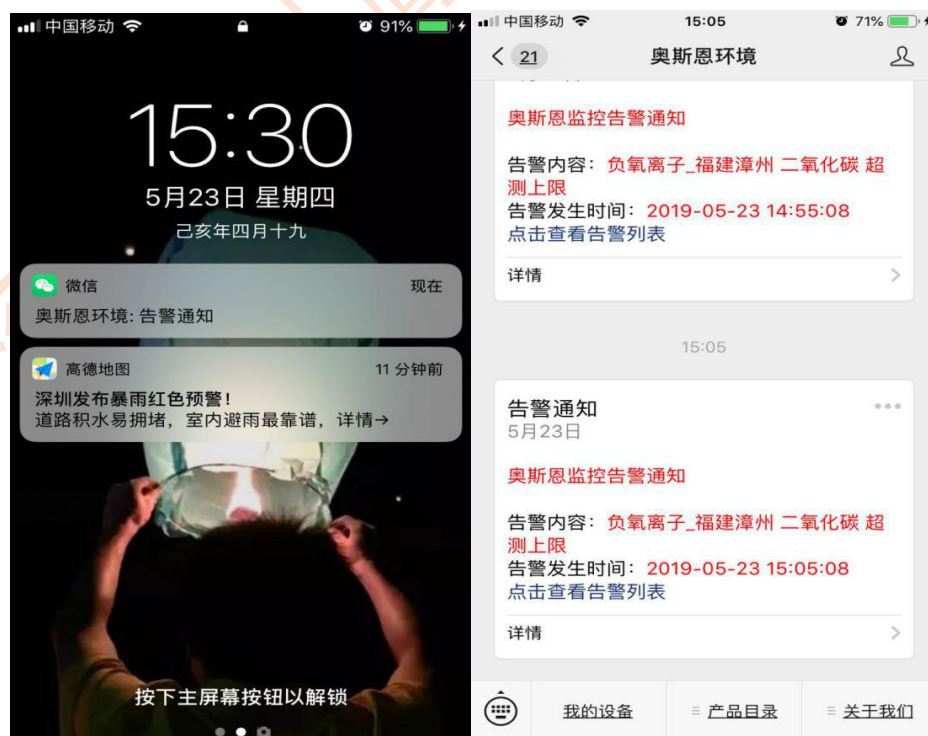 中国移动
91%
15:30
5月23日 星期四
己亥年四月十九
微信 现在
奥斯恩环境: 告警通知
高德地图 11 分钟前
深圳发布暴雨红色预警！
道路积水易拥堵，室内避雨最靠谱，详情→
按下主屏幕按钮以解锁
中国移动 15:05 71%
21 奥斯恩环境
奥斯恩监控告警通知
告警内容：负氧离子_福建漳州 二氧化碳 超
测上限
告警发生时间：2019-05-23 14:55:08
点击查看告警列表
详情
15:05
告警通知
5月23日
奥斯恩监控告警通知
告警内容：负氧离子_福建漳州 二氧化碳 超
测上限
告警发生时间：2019-05-23 15:05:08
点击查看告警列表
详情
我的设备 产品目录 关于我们